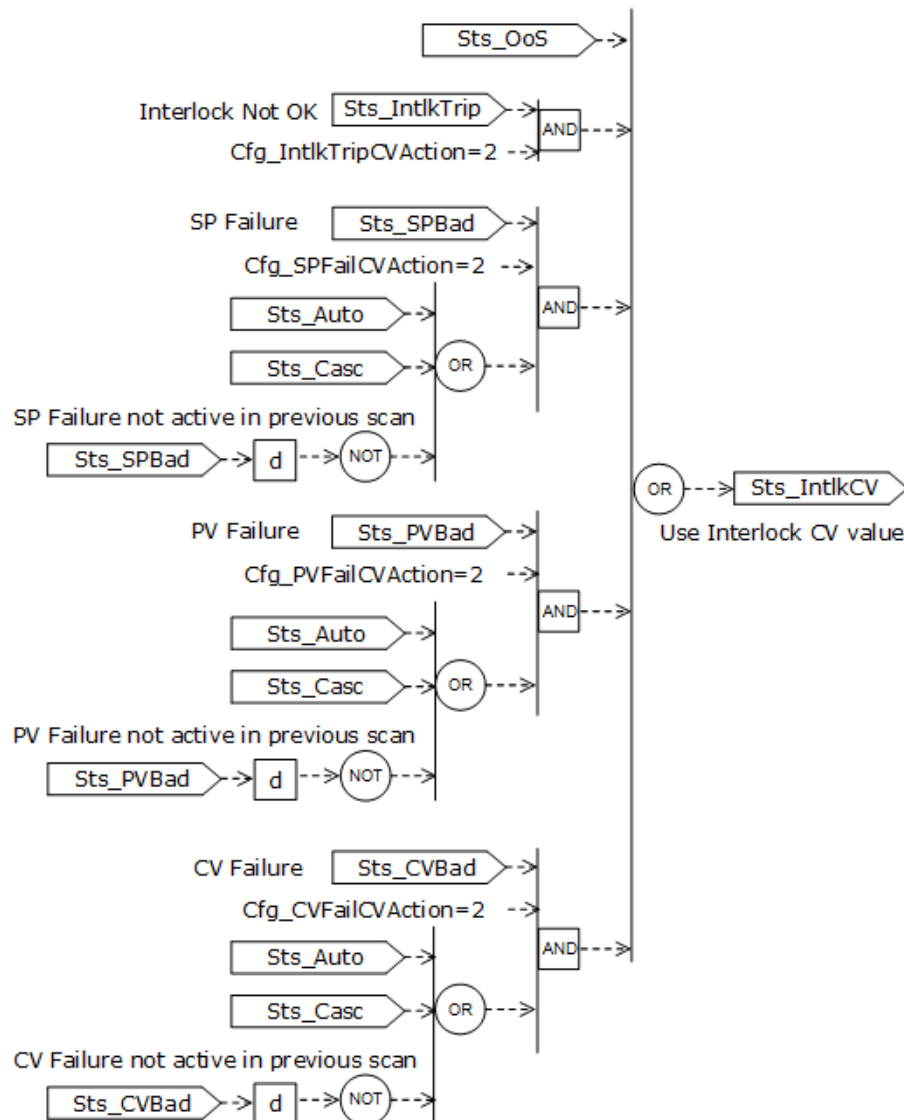 Sts_OoS
Interlock Not OK Sts_IntlkTrip
AND
Cfg_IntlkTripCVAction=2
SP Failure Sts_SPBad
Cfg_SPFailCVAction=2
AND
Sts_Auto
Sts_Casc OR
SP Failure not active in previous scan
Sts_SPBad d NOT
OR Sts_IntlkCV
Use Interlock CV value
PV Failure Sts_PVBad
Cfg_PVFailCVAction=2
AND
Sts_Auto
Sts_Casc OR
PV Failure not active in previous scan
Sts_PVBad d NOT
CV Failure Sts_CVBad
Cfg_CVFailCVAction=2
AND
Sts_Auto
Sts_Casc OR
CV Failure not active in previous scan
Sts_CVBad d NOT